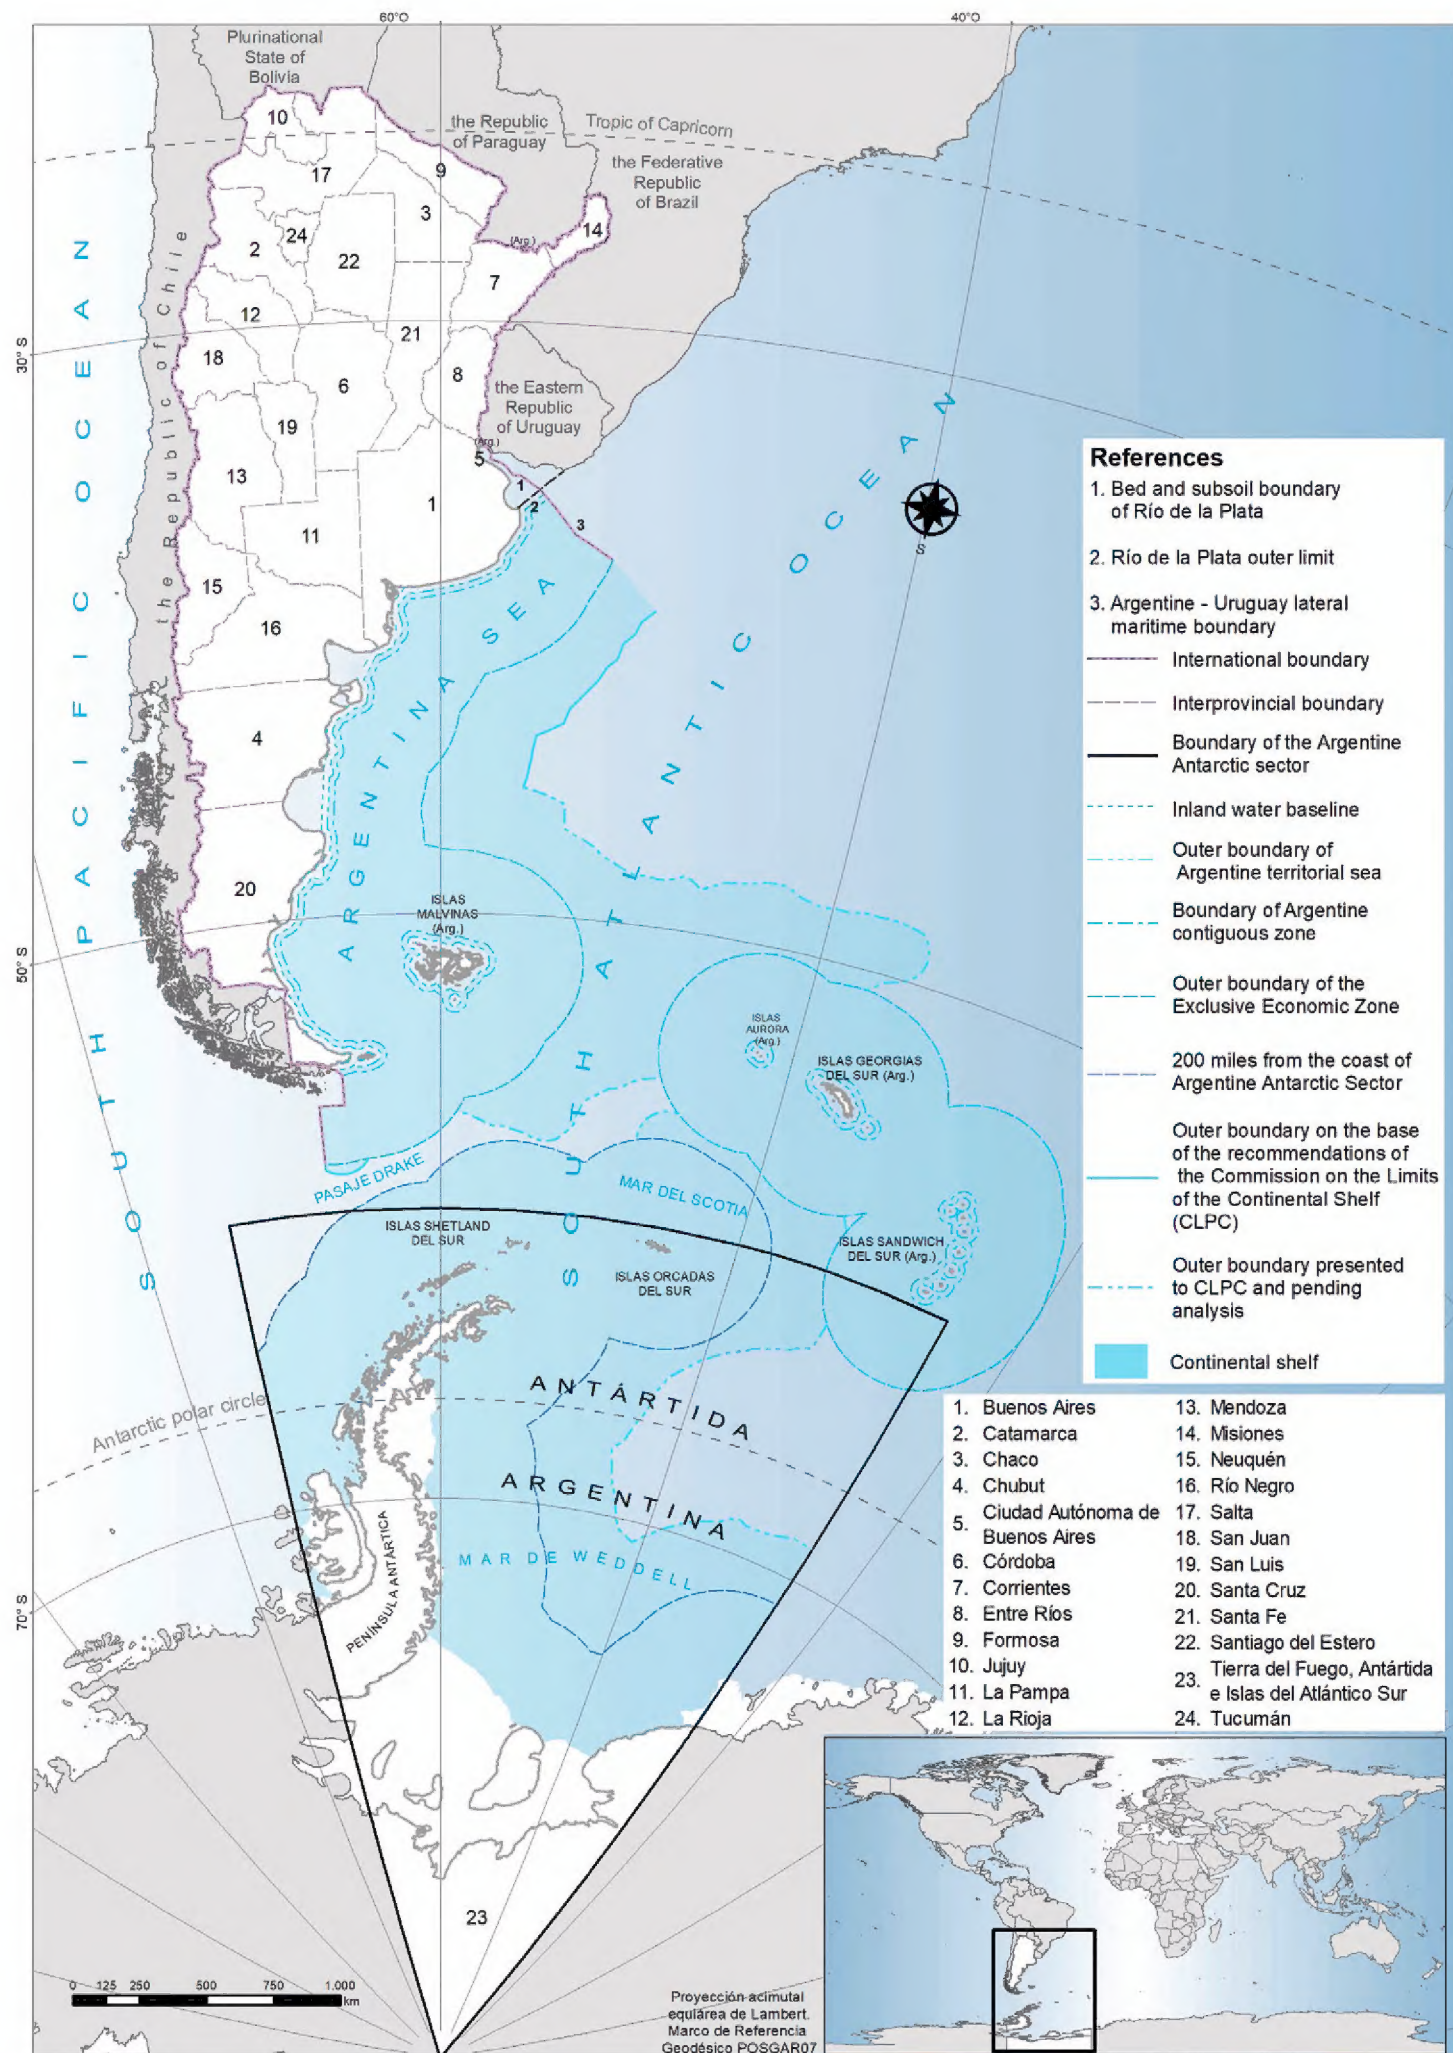 60°O
40°O
Plurinational
State of
Bolivia
10
the Republic
of Paraguay
Tropic of Capricorn
the Federative
Republic
of Brazil
17
9
3
14
(Arg.)
24
2
22
7
12
21
18
6
8
the Eastern
Republic
of Uruguay
19
(Arg.)
5
13
1
1
2
3
11
15
16
4
20
30° S
50° S
70° S
the Republic of Chile
SOUTH PACIFIC OCEAN
SOUTH ATLANTIC OCEAN
ARGENTINA SEA
S
ISLAS
MALVINAS
(Arg.)
ISLAS
AURORA
(Arg.)
ISLAS GEORGIAS
DEL SUR (Arg.)
PASAJE DRAKE
MAR DEL SCOTIA
ISLAS SHETLAND
DEL SUR
ISLAS ORCADAS
DEL SUR
ISLAS SANDWICH
DEL SUR (Arg.)
Antarctic polar circle
ANTÁRTIDA
ARGENTINA
MAR DE WEDDELL
PENÍNSULA ANTÁRTICA
23
References
1. Bed and subsoil boundary
of Río de la Plata
2. Río de la Plata outer limit
3. Argentine - Uruguay lateral
maritime boundary
International boundary
Interprovincial boundary
Boundary of the Argentine
Antarctic sector
Inland water baseline
Outer boundary of
Argentine territorial sea
Boundary of Argentine
contiguous zone
Outer boundary of the
Exclusive Economic Zone
200 miles from the coast of
Argentine Antarctic Sector
Outer boundary on the base
of the recommendations of
the Commission on the Limits
of the Continental Shelf
(CLPC)
Outer boundary presented
to CLPC and pending
analysis
Continental shelf
1. Buenos Aires
2. Catamarca
3. Chaco
4. Chubut
5. Ciudad Autónoma de
Buenos Aires
6. Córdoba
7. Corrientes
8. Entre Ríos
9. Formosa
10. Jujuy
11. La Pampa
12. La Rioja
13. Mendoza
14. Misiones
15. Neuquén
16. Río Negro
17. Salta
18. San Juan
19. San Luis
20. Santa Cruz
21. Santa Fe
22. Santiago del Estero
23. Tierra del Fuego, Antártida
e Islas del Atlántico Sur
24. Tucumán
0 125 250 500 750 1.000
km
Proyección acimutal
equiárea de Lambert.
Marco de Referencia
Geodésico POSGAR07